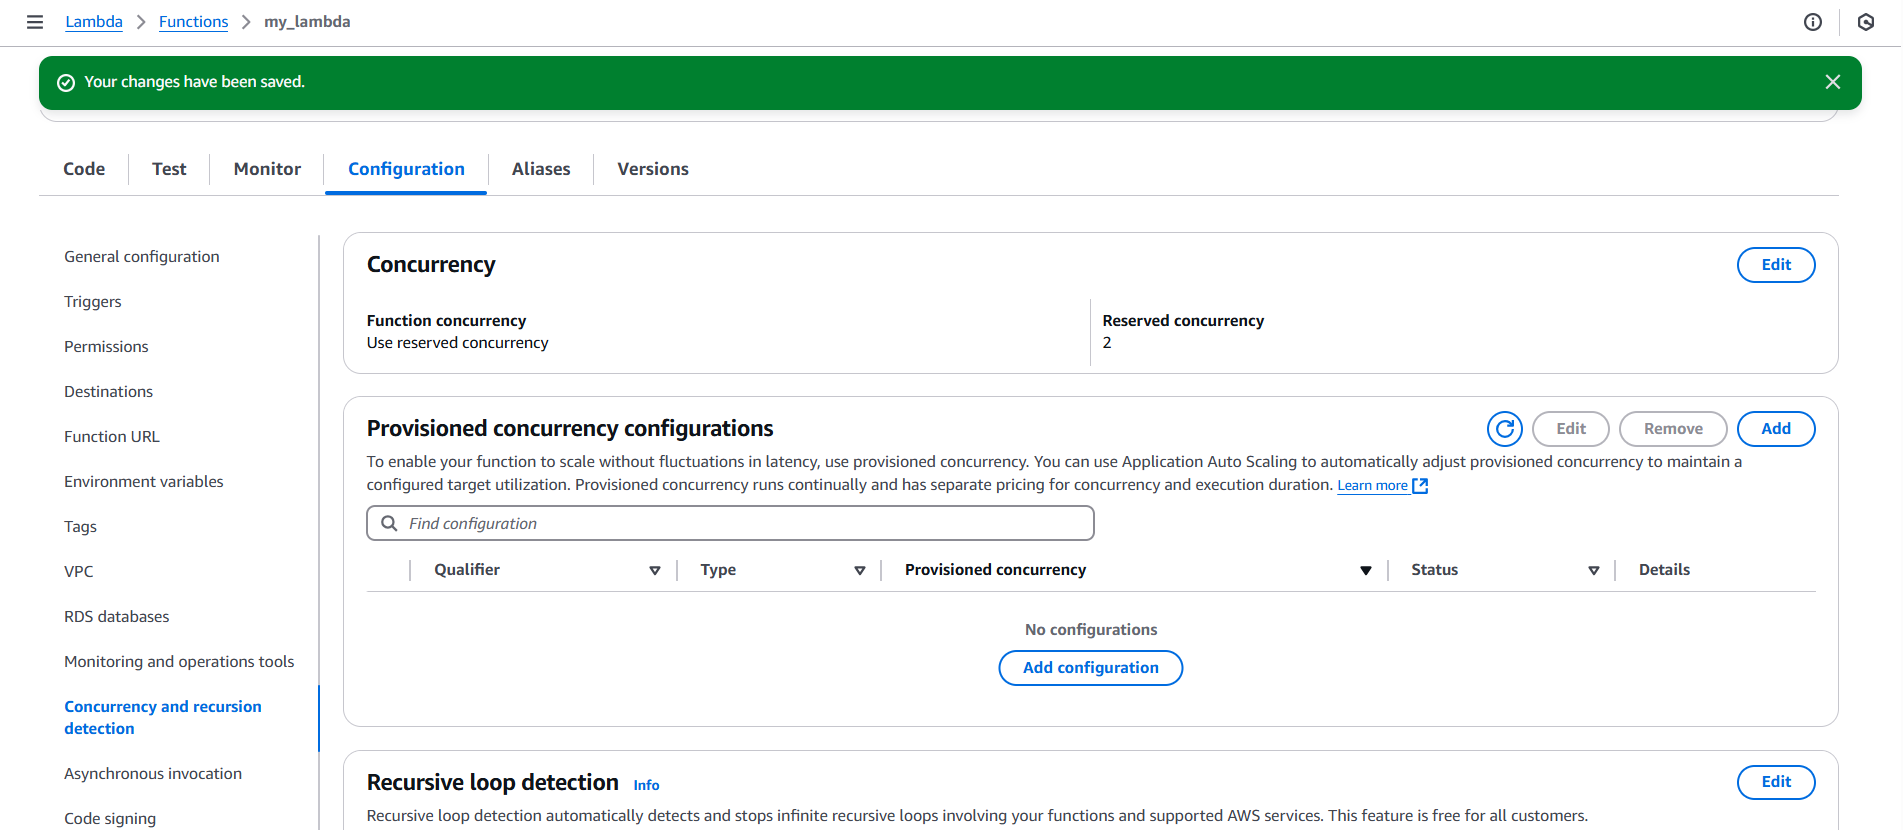 Lambda > Functions > my_lambda
Your changes have been saved.
Code Test Monitor Configuration Aliases Versions
General configuration
Triggers
Permissions
Destinations
Function URL
Environment variables
Tags
VPC
RDS databases
Monitoring and operations tools
Concurrency and recursion
detection
Asynchronous invocation
Code signing
Concurrency
Edit
Function concurrency
Use reserved concurrency
Reserved concurrency
2
Provisioned concurrency configurations
Edit Remove Add
To enable your function to scale without fluctuations in latency, use provisioned concurrency. You can use Application Auto Scaling to automatically adjust provisioned concurrency to maintain a
configured target utilization. Provisioned concurrency runs continually and has separate pricing for concurrency and execution duration. Learn more
Find configuration
Qualifier Type Provisioned concurrency Status Details
No configurations
Add configuration
Recursive loop detection Info
Edit
Recursive loop detection automatically detects and stops infinite recursive loops involving your functions and supported AWS services. This feature is free for all customers.